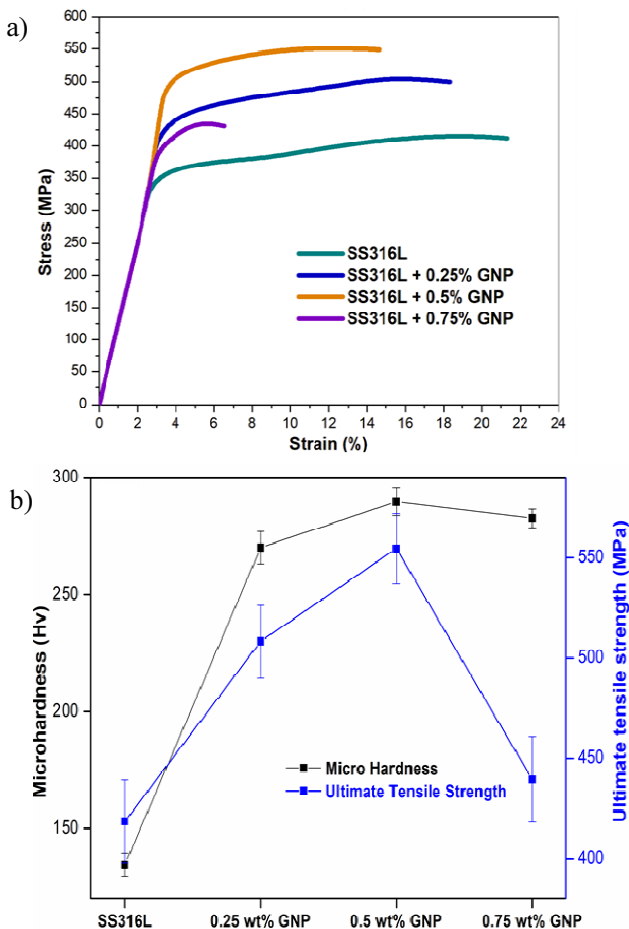 a)
600
550
500
450
400
350
300
250
200
150
100
50
0
Stress (MPa)
SS316L
SS316L + 0.25% GNP
SS316L + 0.5% GNP
SS316L + 0.75% GNP
0 2 4 6 8 10 12 14 16 18 20 22 24
Strain (%)
b)
300
250
200
150
Microhardness (Hv)
Micro Hardness
Ultimate Tensile Strength
550
500
450
400
Ultimate tensile strength (MPa)
SS316L 0.25 wt% GNP 0.5 wt% GNP 0.75 wt% GNP